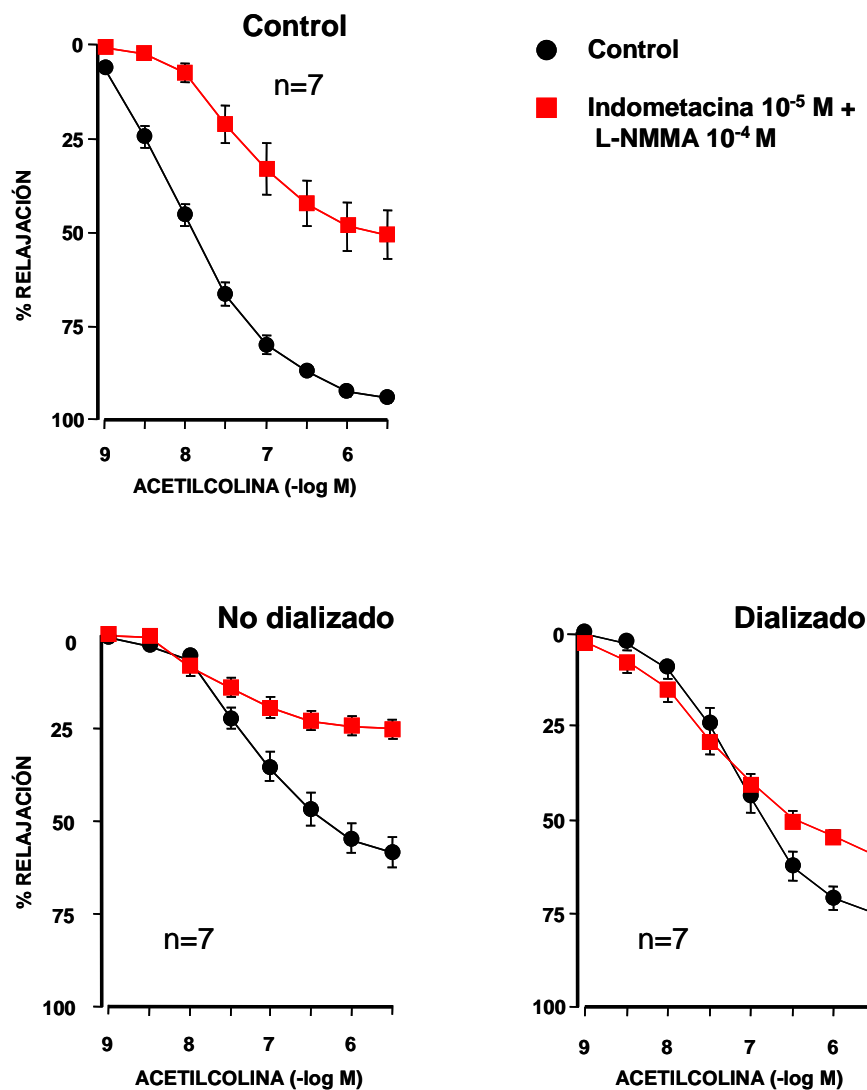 Control
Control
n=7
Indometacina 10⁻⁵ M +
L-NMMA 10⁻⁴ M
% RELAJACIÓN
0
25
50
75
100
9 8 7 6
ACETILCOLINA (-log M)
No dializado
% RELAJACIÓN
0
25
50
75
100
n=7
9 8 7 6
ACETILCOLINA (-log M)
Dializado
0
25
50
75
100
n=7
9 8 7 6
ACETILCOLINA (-log M)